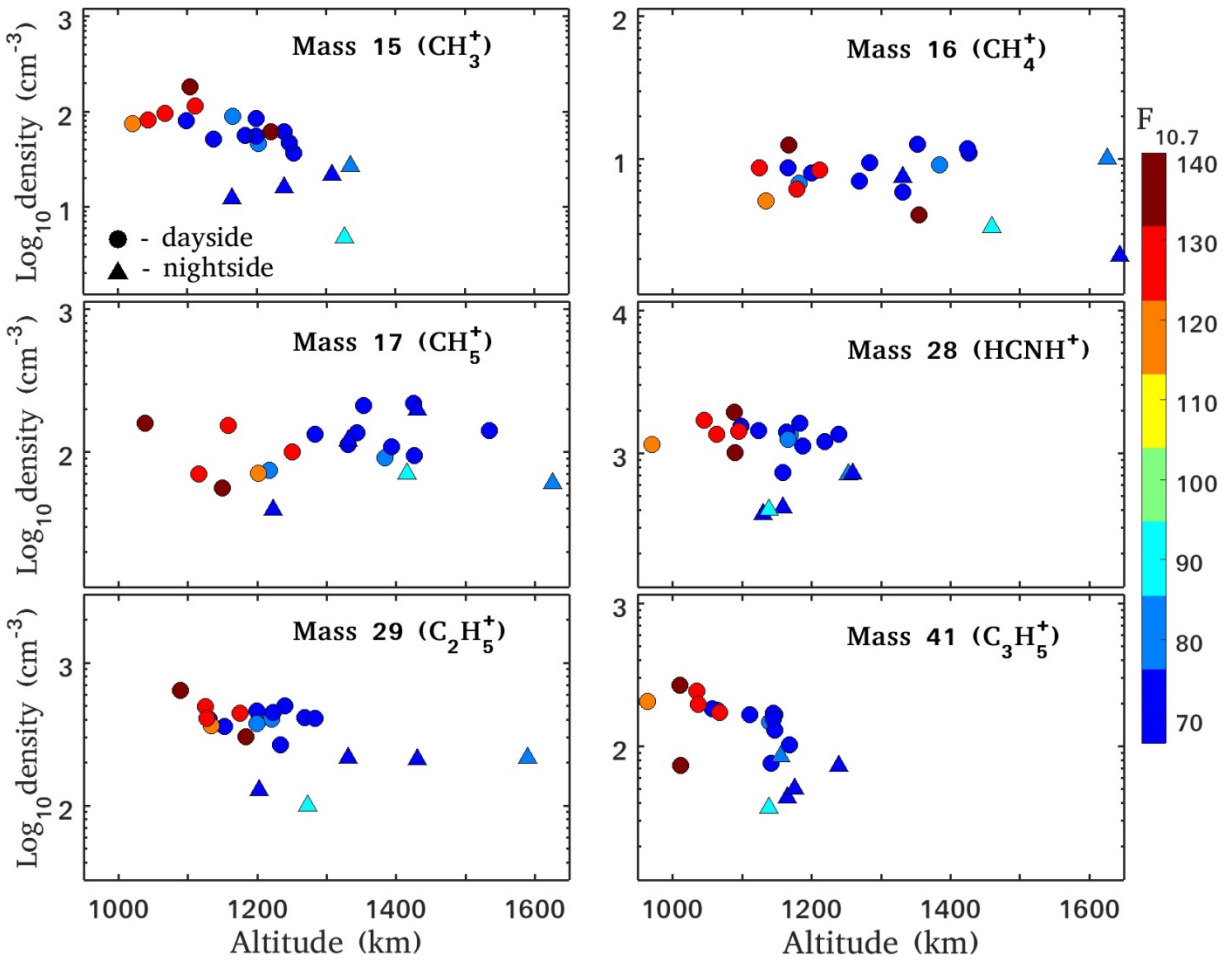 3
2
1
Log₁₀density (cm⁻³)
Mass 15 (CH₃⁺)
- dayside
- nightside
2
1
Mass 16 (CH₄⁺)
3
2
Log₁₀density (cm⁻³)
Mass 17 (CH₅⁺)
4
3
Mass 28 (HCNH⁺)
3
2
Log₁₀density (cm⁻³)
Mass 29 (C₂H₅⁺)
1000 1200 1400 1600
Altitude (km)
3
2
Mass 41 (C₃H₅⁺)
1000 1200 1400 1600
Altitude (km)
F₁₀.₇
140
130
120
110
100
90
80
70